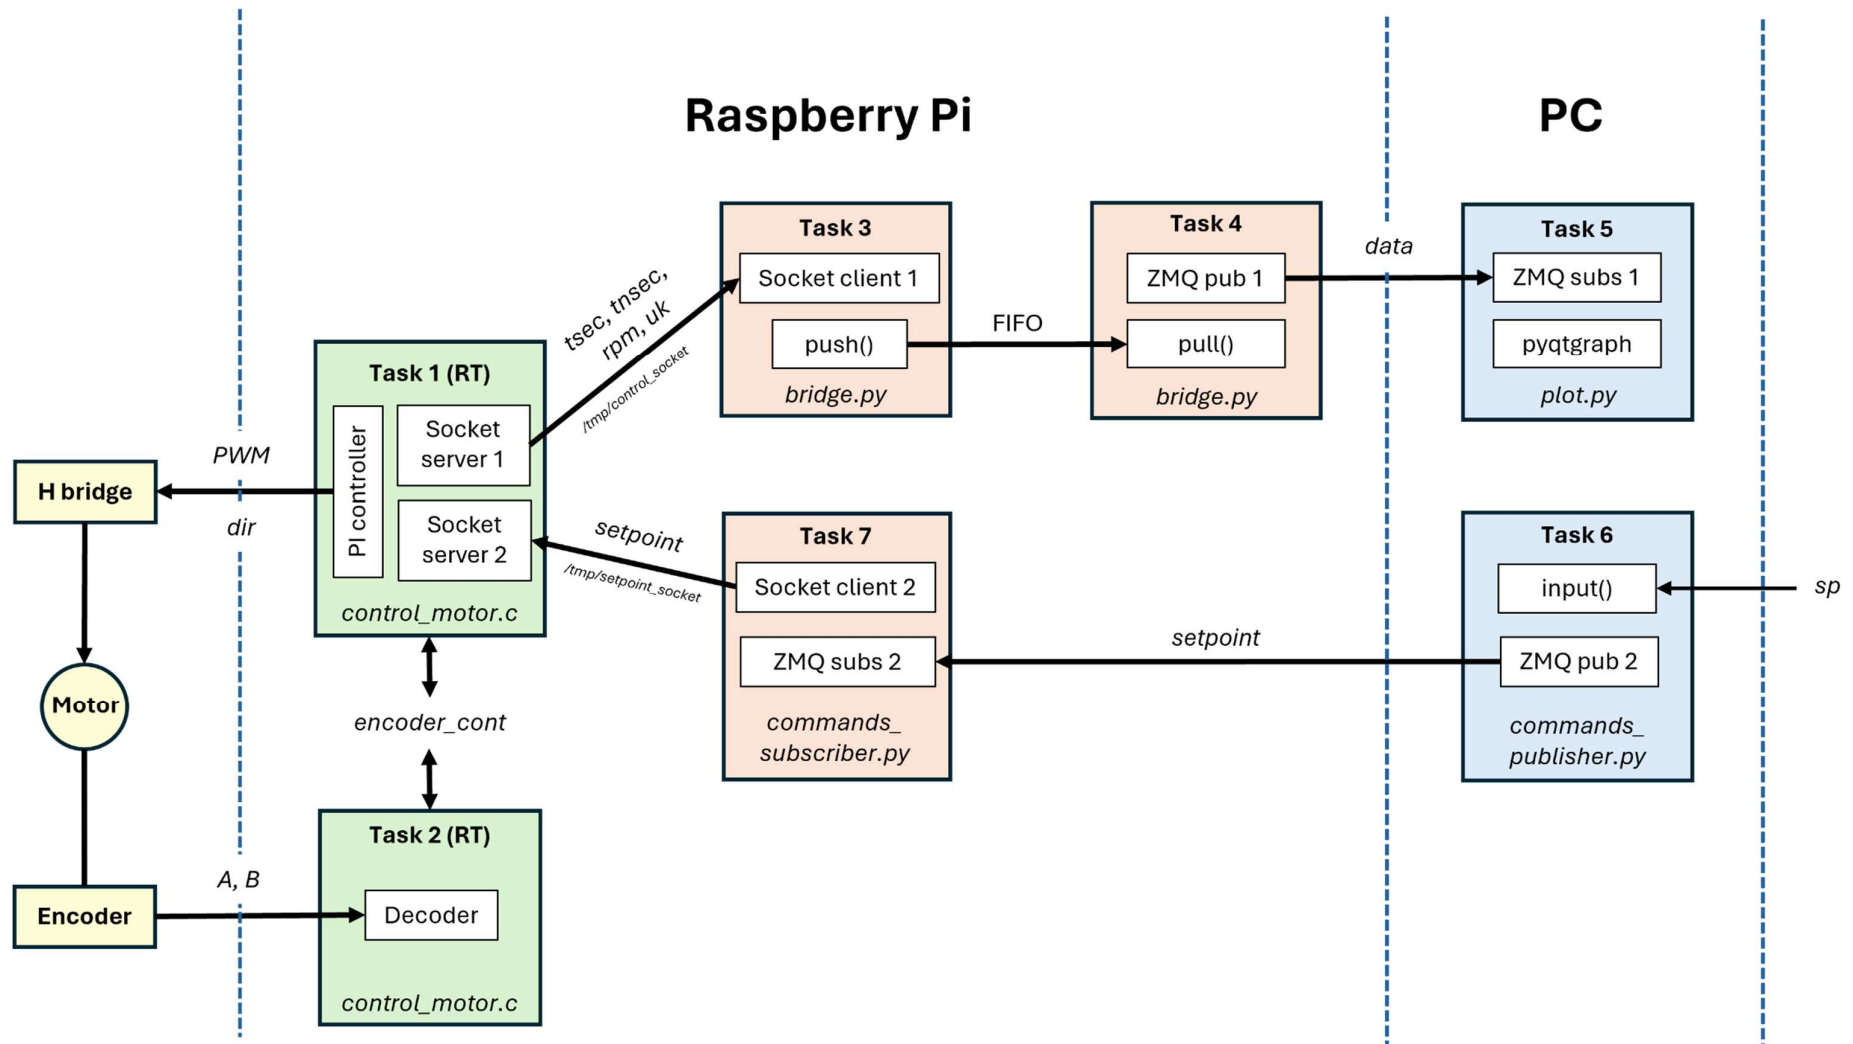 Raspberry Pi
PC
Task 3
Socket client 1
push()
bridge.py
FIFO
Task 4
ZMQ pub 1
pull()
bridge.py
data
Task 5
ZMQ subs 1
pyqtgraph
plot.py
tsec, tnsec,
rpm, uk
/tmp/control_socket
Task 1 (RT)
PI controller
Socket
server 1
Socket
server 2
control_motor.c
PWM
dir
H bridge
Motor
Encoder
A, B
encoder_cont
Task 2 (RT)
Decoder
control_motor.c
setpoint
/tmp/setpoint_socket
Task 7
Socket client 2
ZMQ subs 2
commands_
subscriber.py
setpoint
Task 6
input()
ZMQ pub 2
commands_
publisher.py
sp